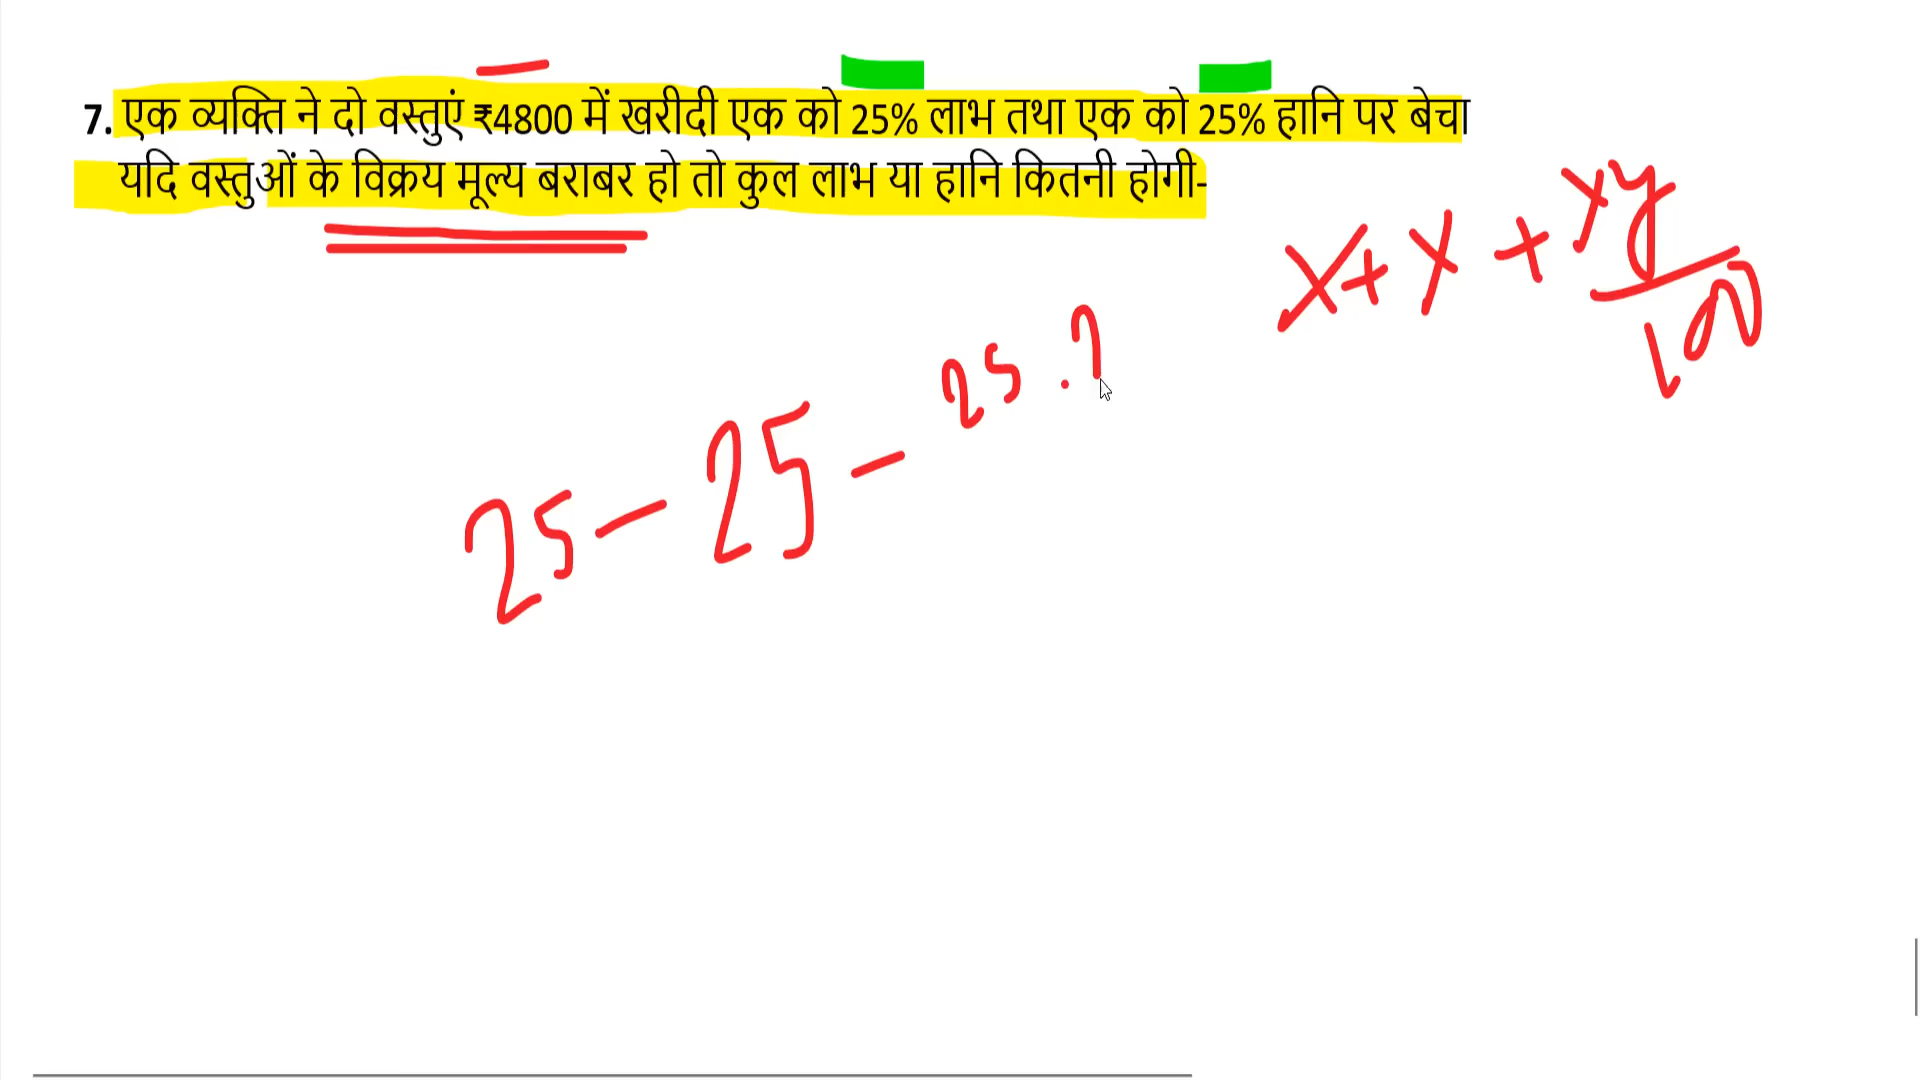 7. एक व्यक्ति ने दो वस्तुएं ₹4800 में खरीदी एक को 25% लाभ तथा एक को 25% हानि पर बेचा
यदि वस्तुओं के विक्रय मूल्य बराबर हो तो कुल लाभ या हानि कितनी होगी-
x + x + xy
100
25 - 25 - 25 .